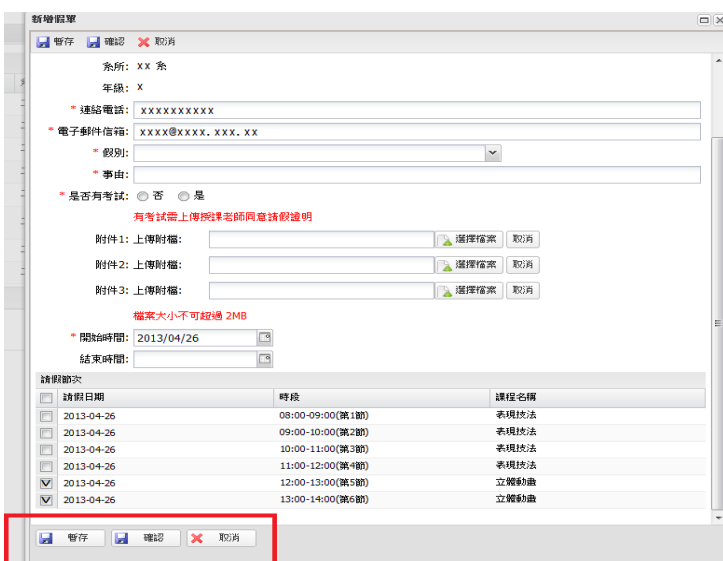 新增假單
暫存 確認 取消
系所: xx 系
年級: x
* 連絡電話: xxxxxxxxxx
* 電子郵件信箱: xxxx@xxxx.xxx.xx
* 假別:
* 事由:
* 是否有考試: 否 是
有考試需上傳授課老師同意請假證明
附件1: 上傳附檔: 選擇檔案 取消
附件2: 上傳附檔: 選擇檔案 取消
附件3: 上傳附檔: 選擇檔案 取消
檔案大小不可超過 2MB
* 開始時間: 2013/04/26
結束時間:
請假節次
請假日期 時段 課程名稱
2013-04-26 08:00-09:00(第1節) 表現技法
2013-04-26 09:00-10:00(第2節) 表現技法
2013-04-26 10:00-11:00(第3節) 表現技法
2013-04-26 11:00-12:00(第4節) 表現技法
2013-04-26 12:00-13:00(第5節) 立體動畫
2013-04-26 13:00-14:00(第6節) 立體動畫
暫存 確認 取消